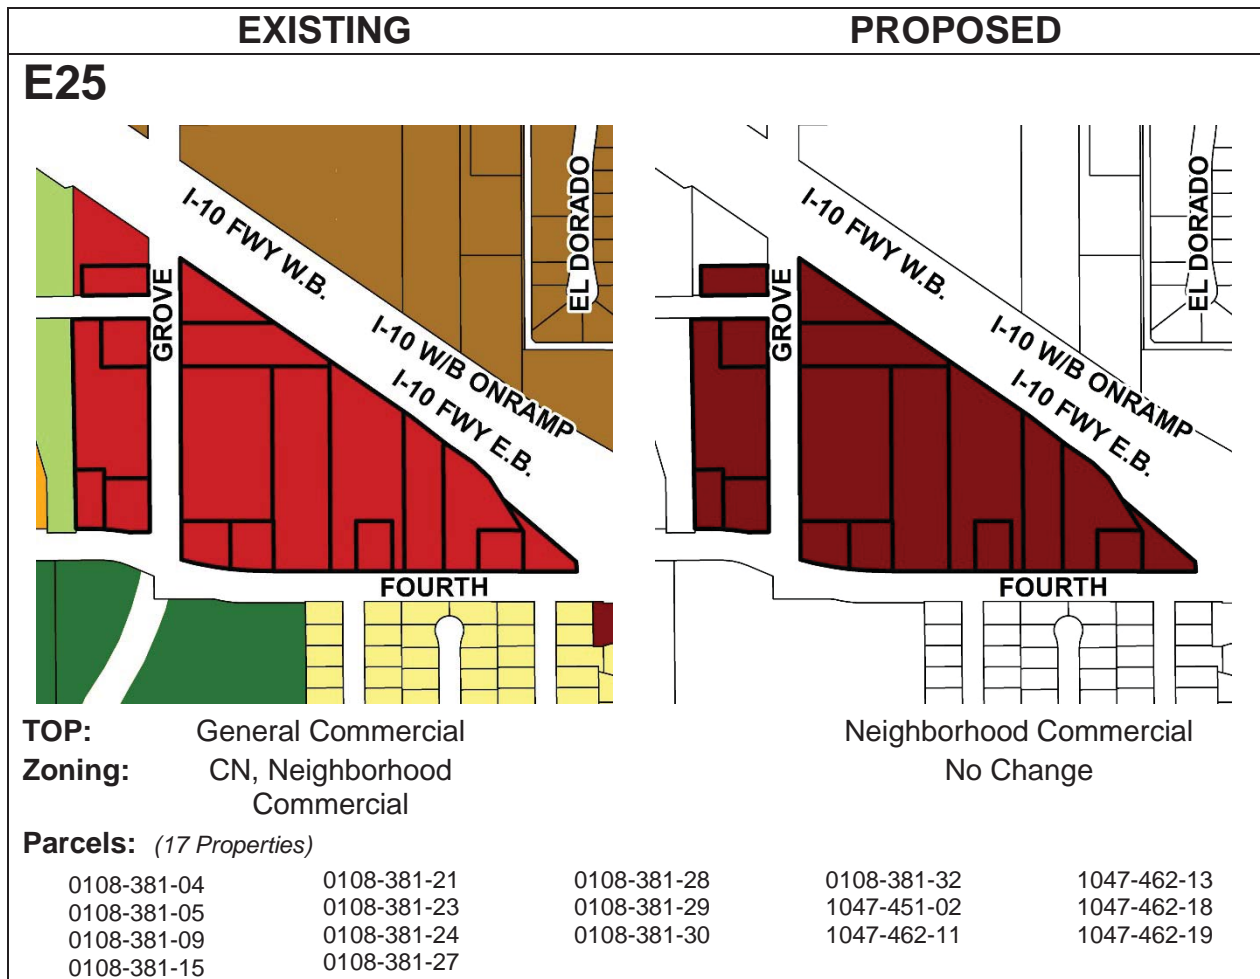 EXISTING
PROPOSED
E25
I-10 FWY W.B.
I-10 W/B ONRAMP
I-10 FWY E.B.
EL DORADO
GROVE
FOURTH
I-10 FWY W.B.
I-10 W/B ONRAMP
I-10 FWY E.B.
EL DORADO
GROVE
FOURTH
TOP: General Commercial Neighborhood Commercial
Zoning: CN, Neighborhood No Change
Commercial
Parcels: (17 Properties)
0108-381-04 0108-381-21 0108-381-28 0108-381-32 1047-462-13
0108-381-05 0108-381-23 0108-381-29 1047-451-02 1047-462-18
0108-381-09 0108-381-24 0108-381-30 1047-462-11 1047-462-19
0108-381-15 0108-381-27